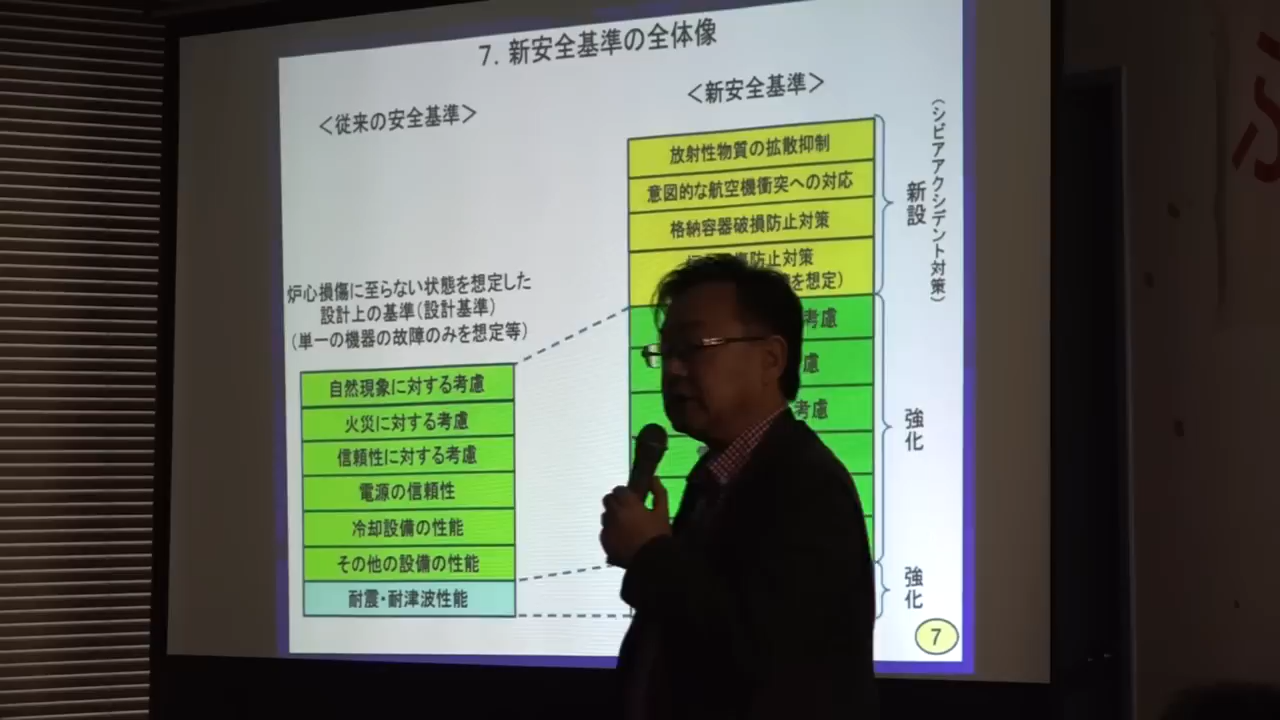 7. 新安全基準の全体像
＜従来の安全基準＞
炉心損傷に至らない状態を想定した
設計上の基準(設計基準)
(単一の機器の故障のみを想定等)
自然現象に対する考慮
火災に対する考慮
信頼性に対する考慮
電源の信頼性
冷却設備の性能
その他の設備の性能
耐震・耐津波性能
＜新安全基準＞
放射性物質の拡散抑制
意図的な航空機衝突への対応
格納容器破損防止対策
防止対策
を想定)
考慮
慮
考慮
新設
(シビアアクシデント対策)
強化
強化
7